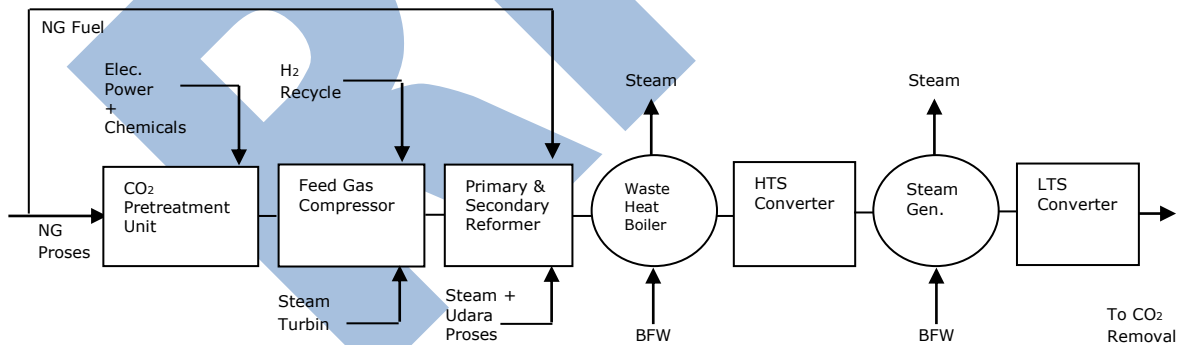 NG Fuel
Elec.
Power
+
Chemicals
H₂
Recycle
Steam
Steam
CO₂
Pretreatment
Unit
Feed Gas
Compressor
Primary &
Secondary
Reformer
Waste
Heat
Boiler
HTS
Converter
Steam
Gen.
LTS
Converter
NG
Proses
Steam
Turbin
Steam +
Udara
Proses
BFW
BFW
To CO₂
Removal